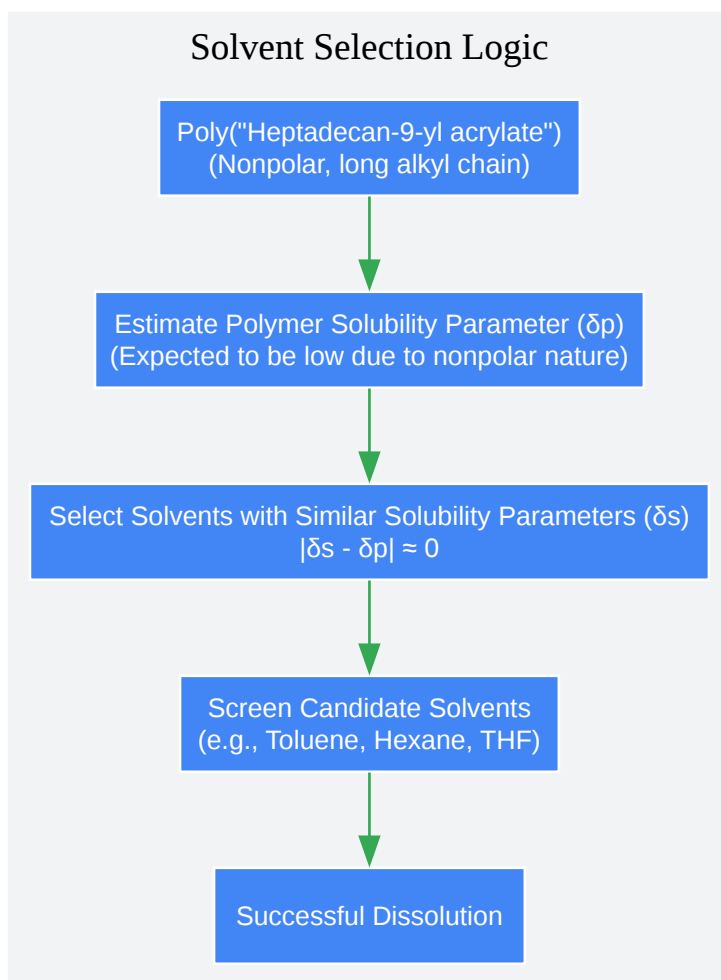 Solvent Selection Logic
Poly("Heptadecan-9-yl acrylate")
(Nonpolar, long alkyl chain)
Estimate Polymer Solubility Parameter (δp)
(Expected to be low due to nonpolar nature)
Select Solvents with Similar Solubility Parameters (δs)
|δs - δp| ≈ 0
Screen Candidate Solvents
(e.g., Toluene, Hexane, THF)
Successful Dissolution